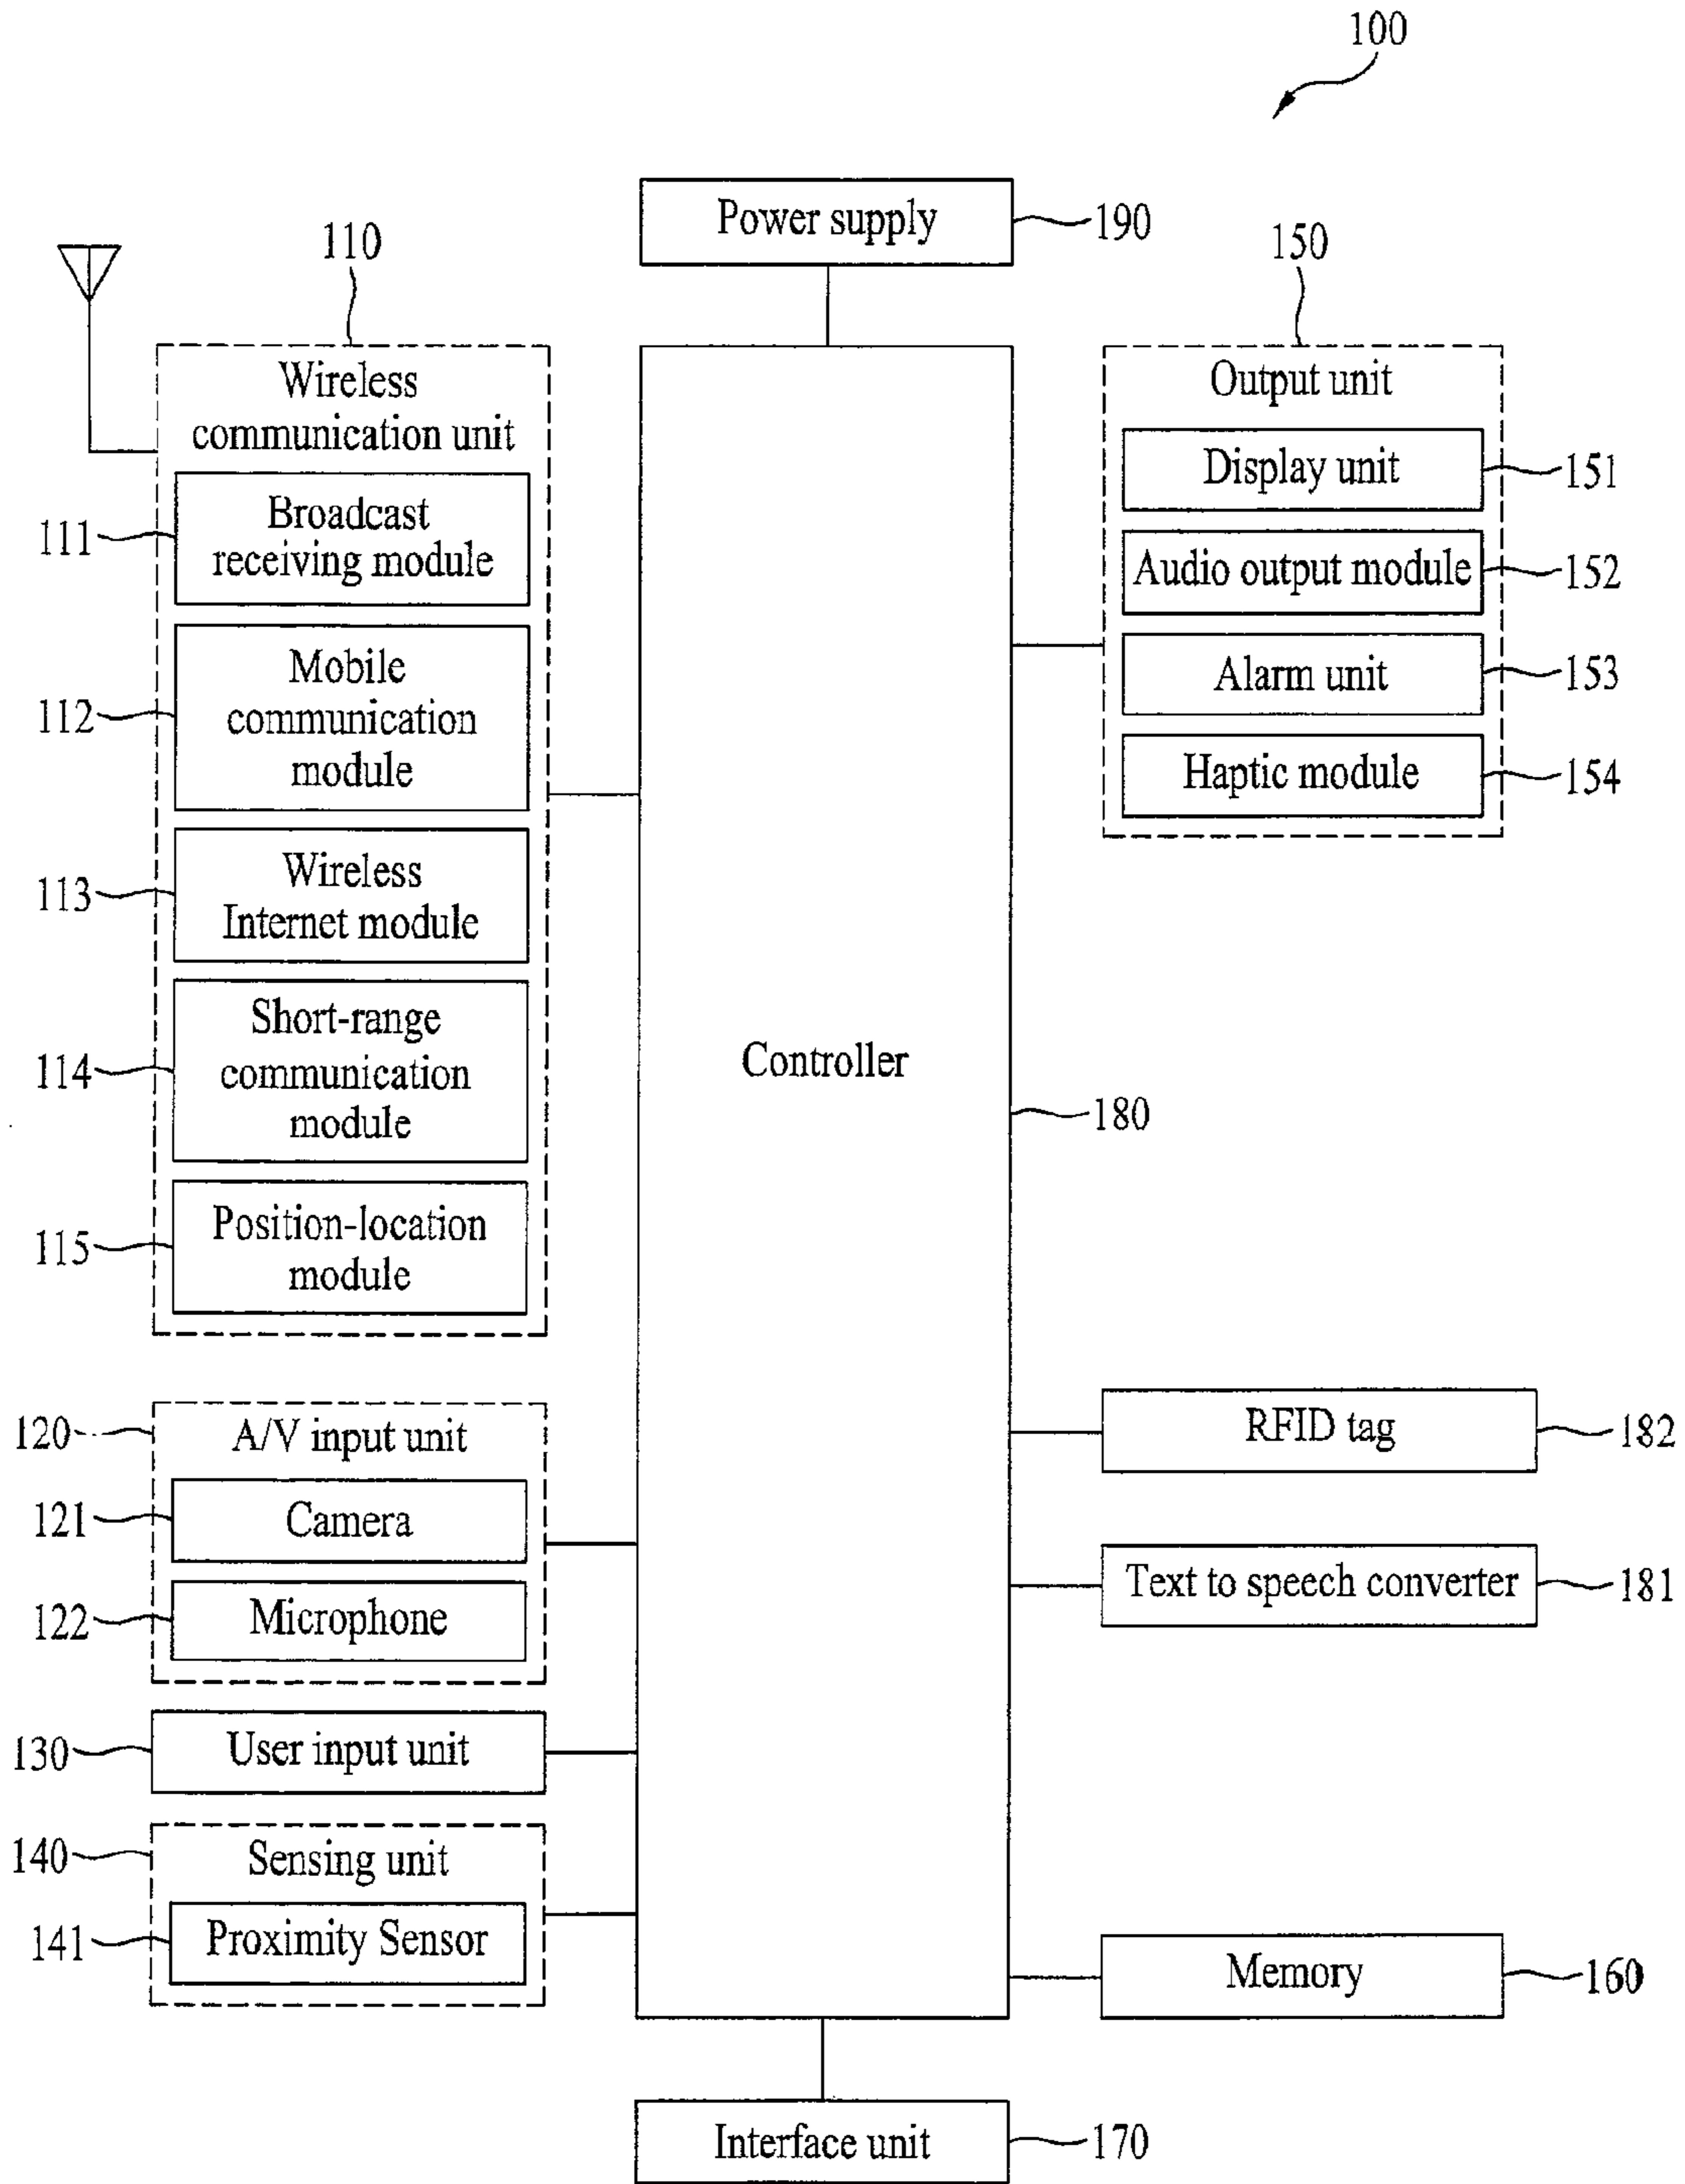 100
Power supply
190
110
150
Wireless
communication unit
Broadcast
receiving module
111
Mobile
communication
module
112
Wireless
Internet module
113
Short-range
communication
module
114
Position-location
module
115
Output unit
Display unit
151
Audio output module
152
Alarm unit
153
Haptic module
154
Controller
180
120
A/V input unit
121
Camera
122
Microphone
130
User input unit
140
Sensing unit
141
Proximity Sensor
RFID tag
182
Text to speech converter
181
Memory
160
Interface unit
170